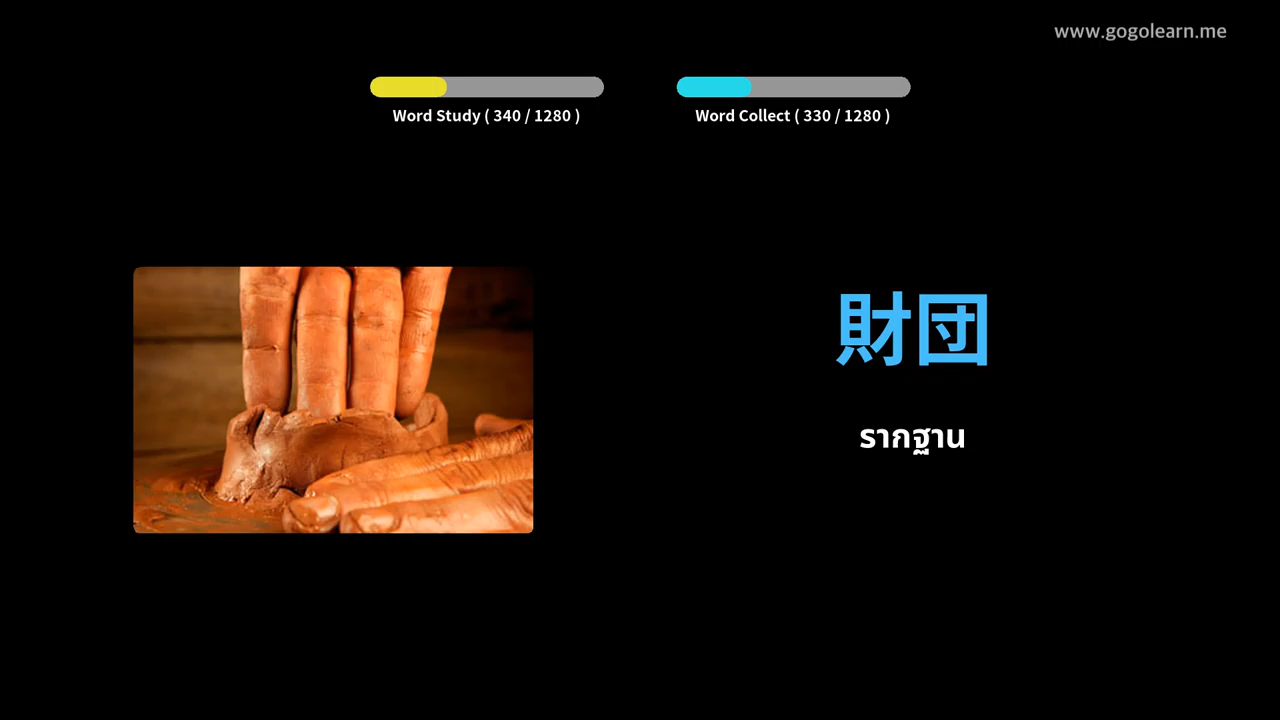 www.gogolearn.me
Word Study ( 340 / 1280 )
Word Collect ( 330 / 1280 )
財団
รากฐาน